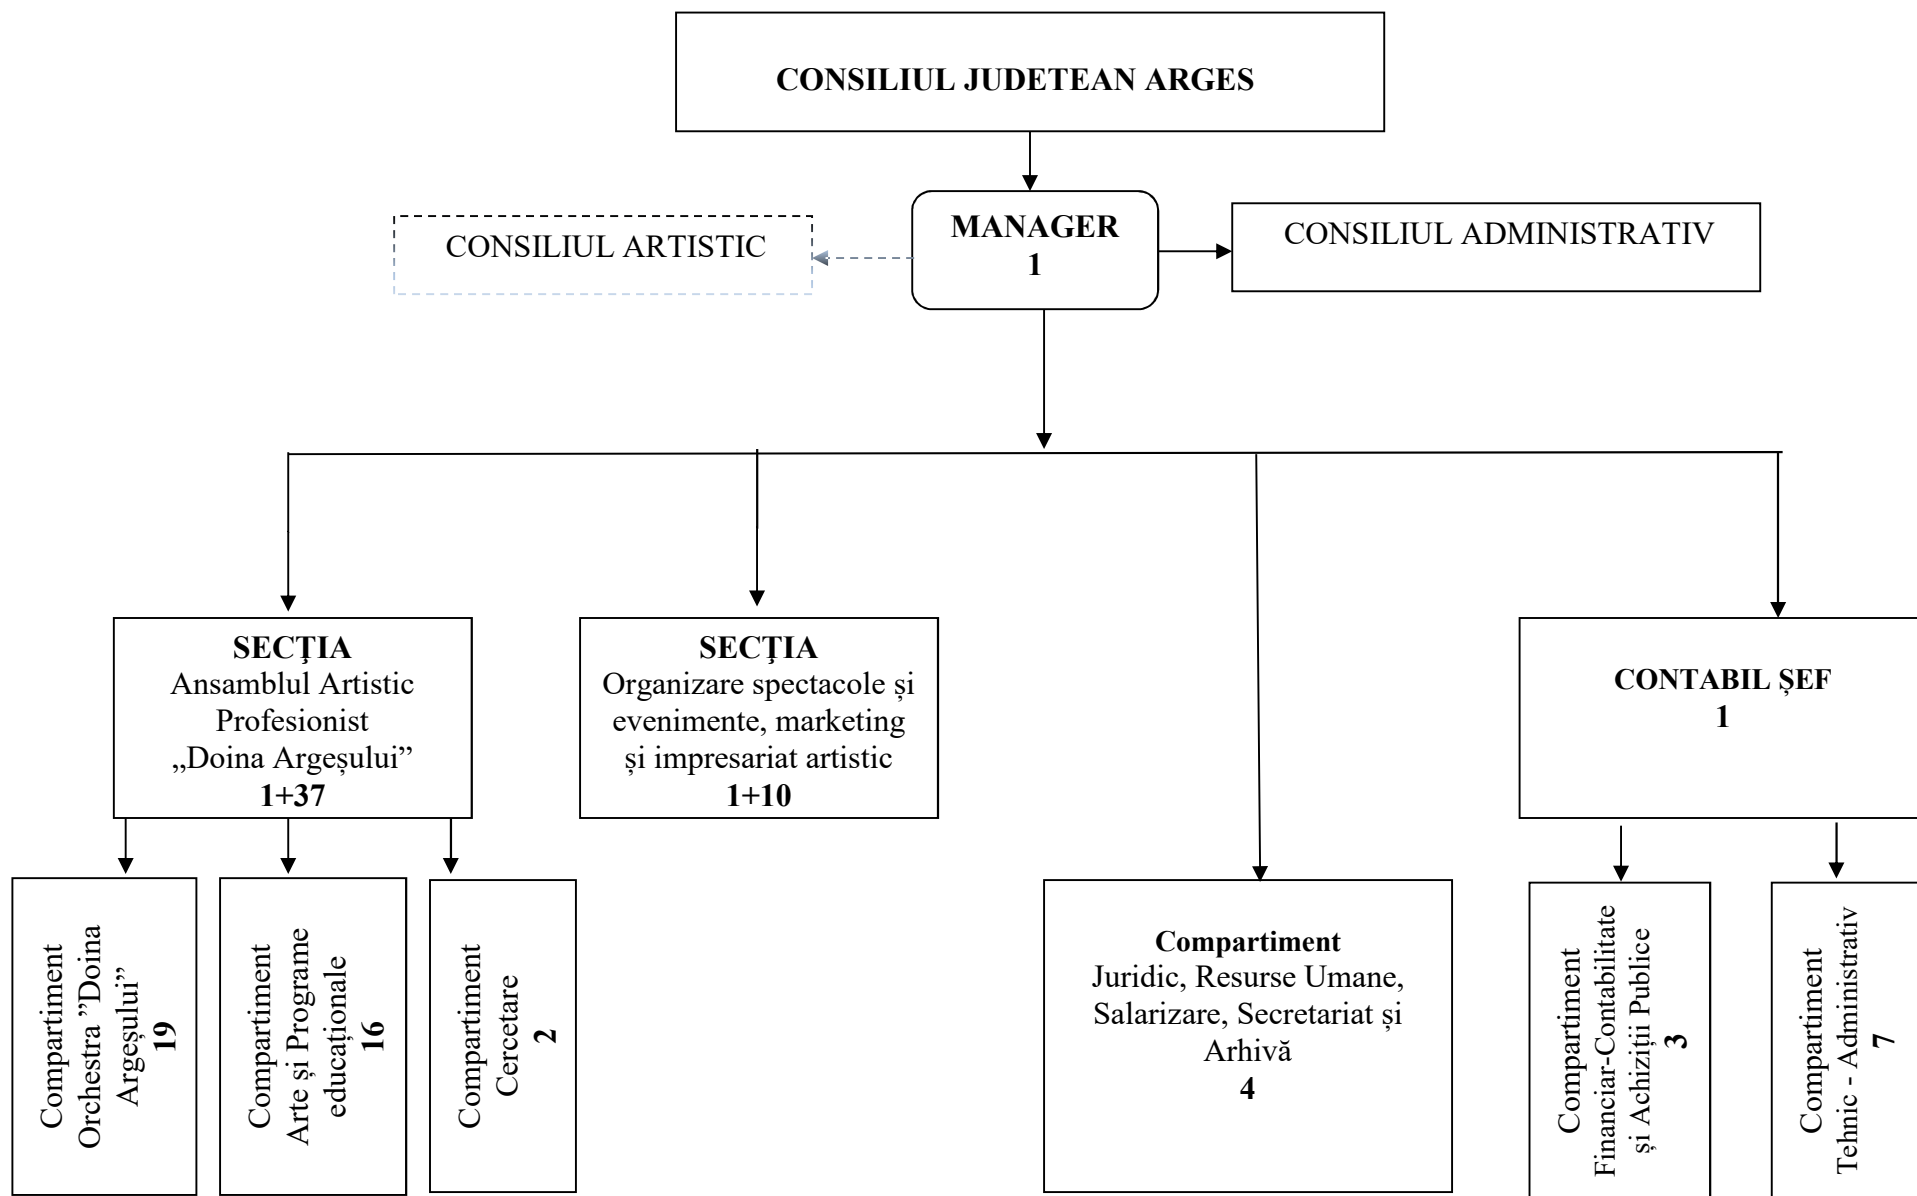 CONSILIUL JUDETEAN ARGES
CONSILIUL ARTISTIC
MANAGER
1
CONSILIUL ADMINISTRATIV
SECŢIA
Ansamblul Artistic
Profesionist
„Doina Argeșului”
1+37
SECŢIA
Organizare spectacole și
evenimente, marketing
și impresariat artistic
1+10
CONTABIL ȘEF
1
Compartiment
Orchestra ”Doina
Argeșului”
19
Compartiment
Arte și Programe
educaționale
16
Compartiment
Cercetare
2
Compartiment
Juridic, Resurse Umane,
Salarizare, Secretariat și
Arhivă
4
Compartiment
Financiar-Contabilitate
și Achiziții Publice
3
Compartiment
Tehnic - Administrativ
7